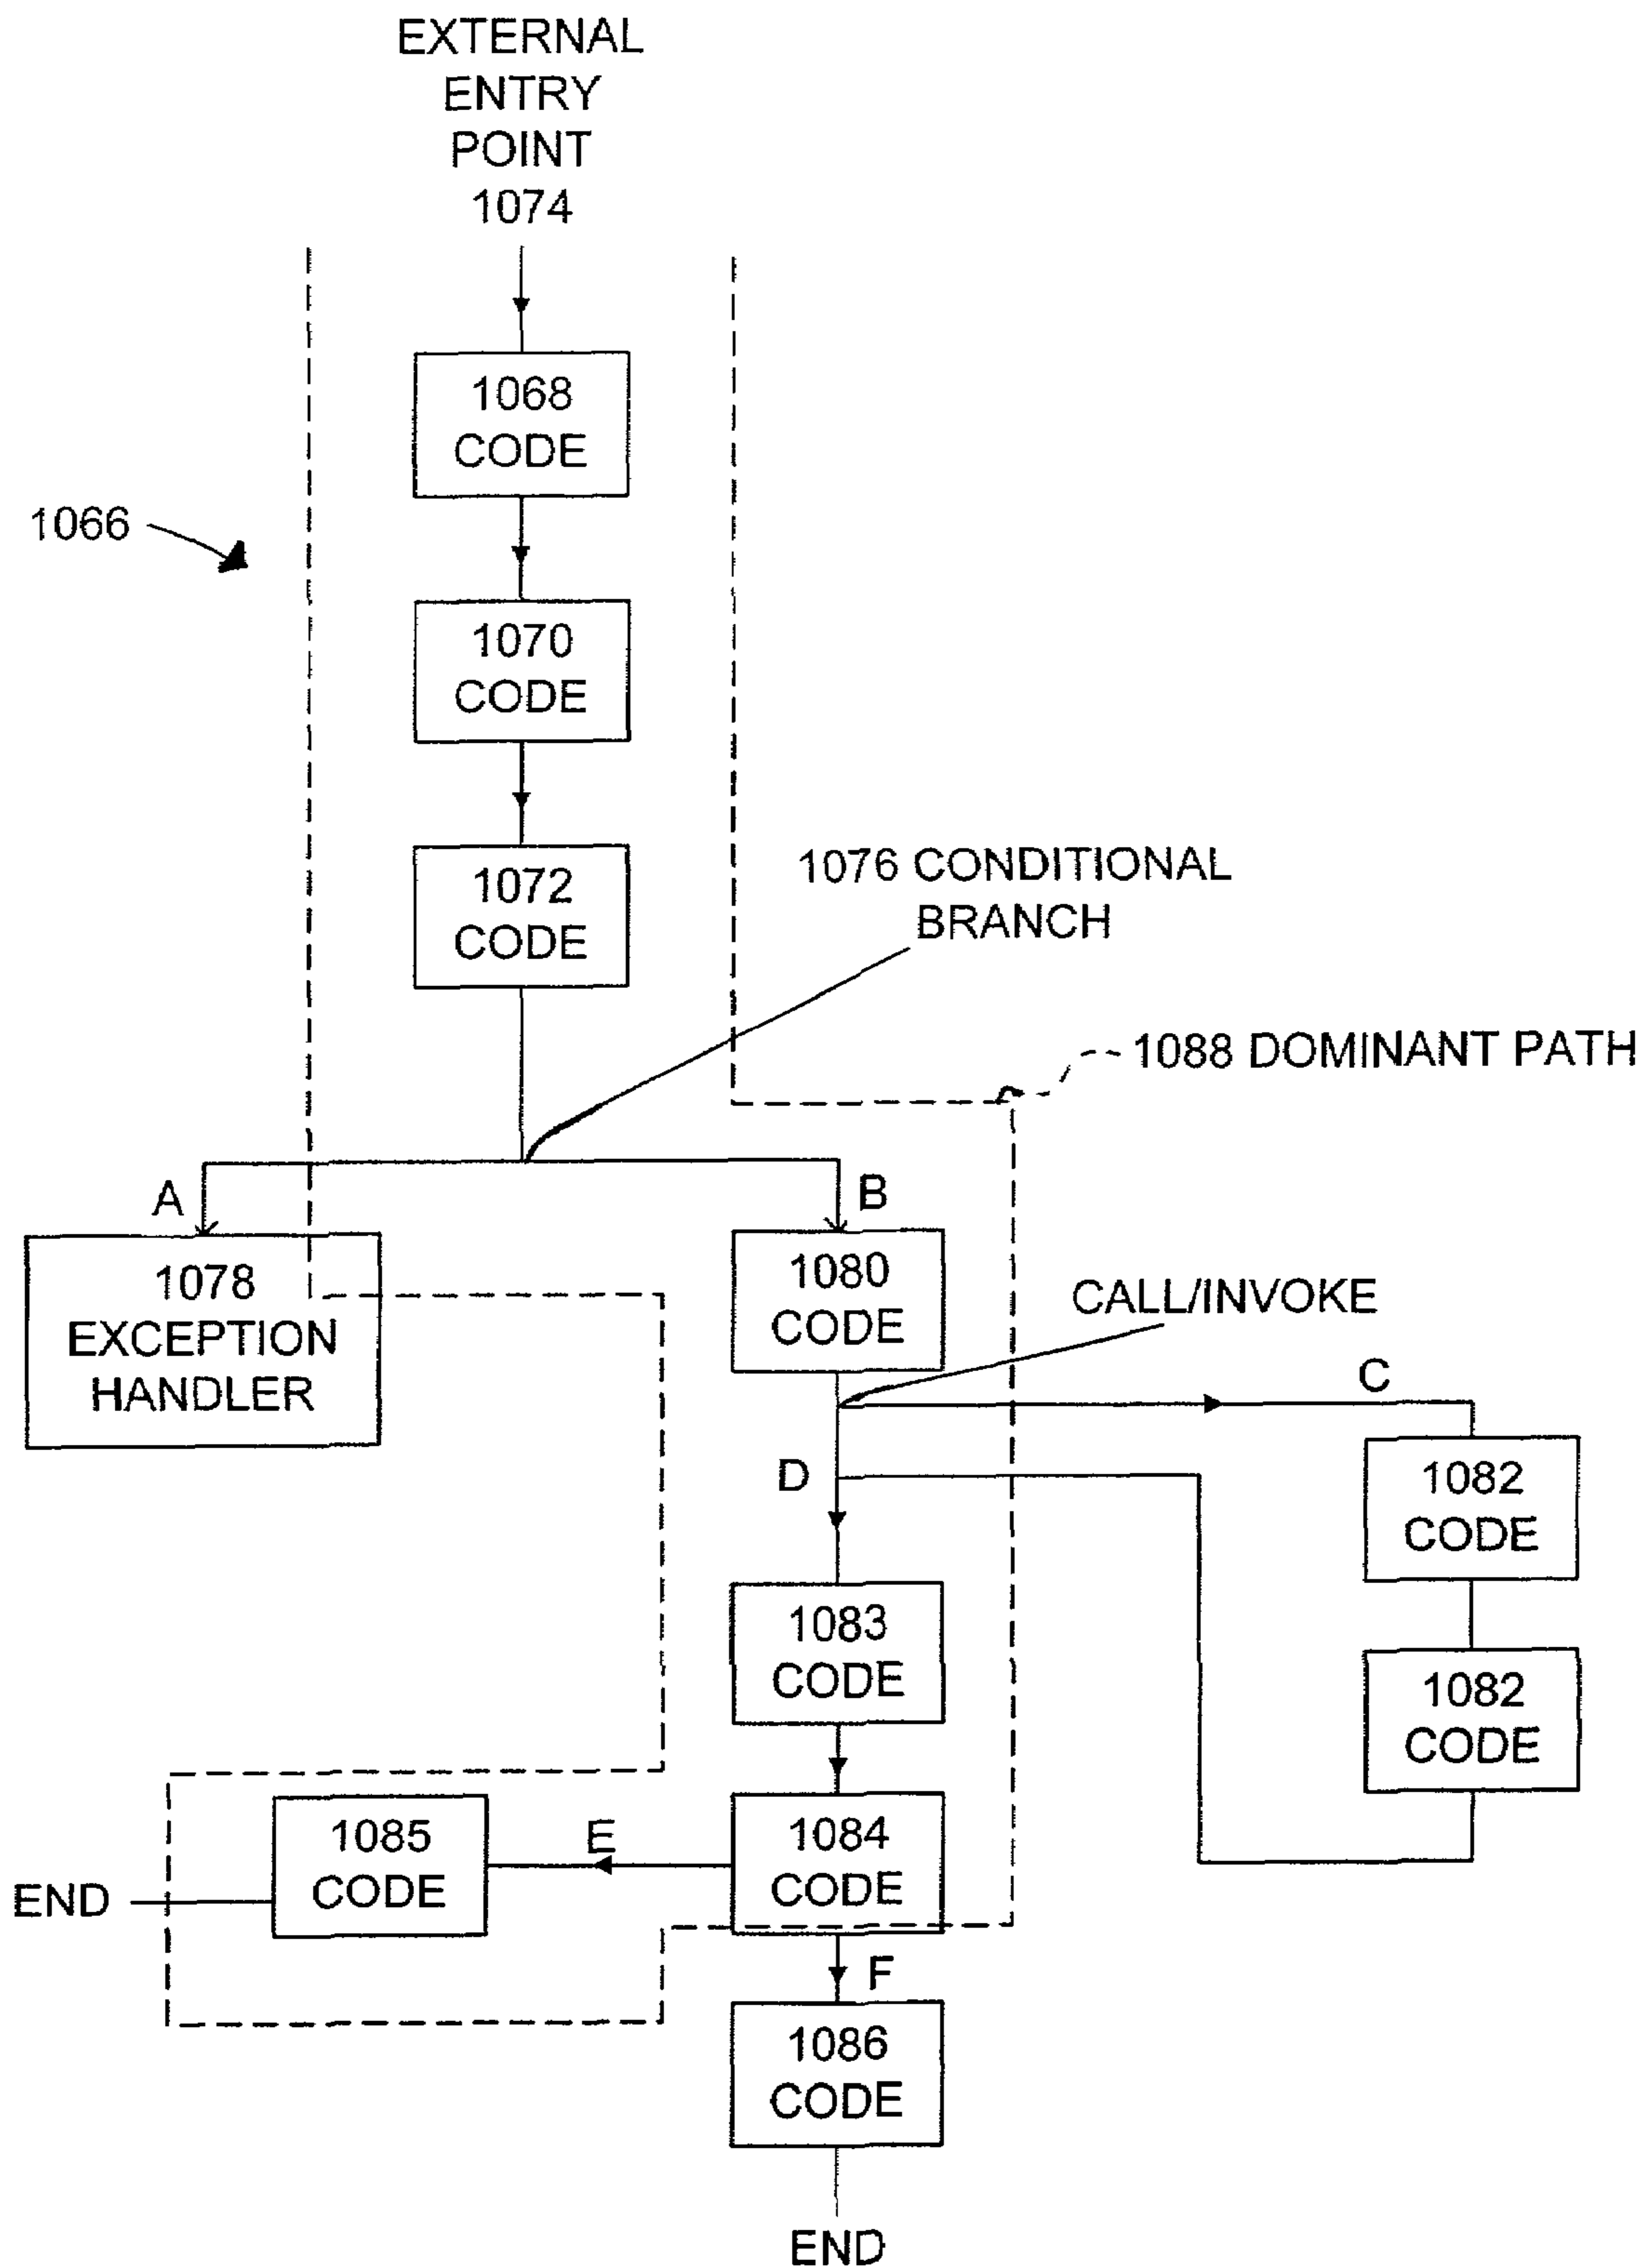 EXTERNAL
ENTRY
POINT
1074
1068
CODE
1066
1070
CODE
1072
CODE
1076 CONDITIONAL
BRANCH
1088 DOMINANT PATH
A
B
1078
EXCEPTION
HANDLER
1080
CODE
CALL/INVOKE
C
D
1082
CODE
1083
CODE
1082
CODE
1085
CODE
E
1084
CODE
END
F
1086
CODE
END